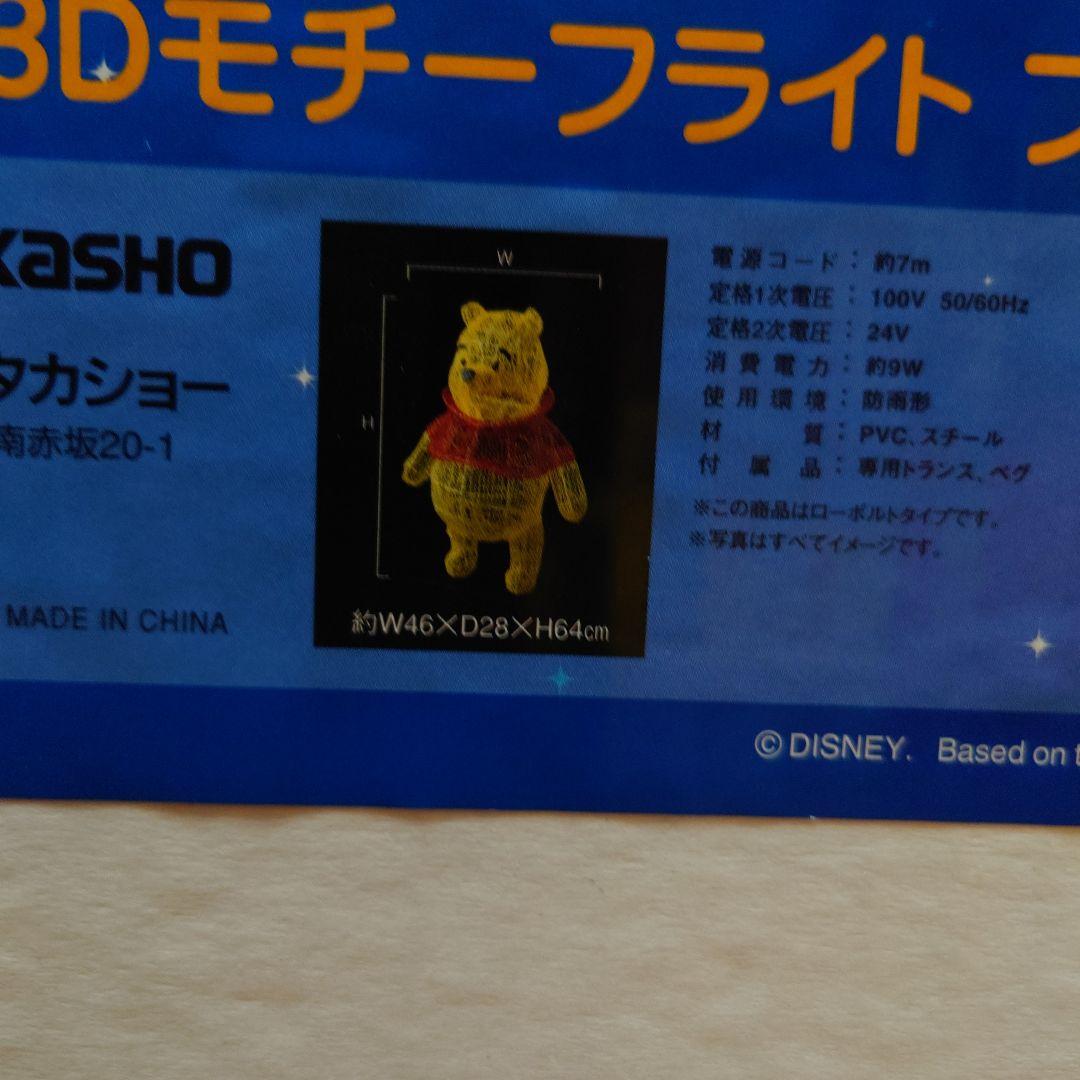 3Dモチーフライト プ
kasho
タカショー
南赤坂20-1
MADE IN CHINA
W
H
約W46×D28×H64cm
電源コード：約7m
定格1次電圧：100V 50/60Hz
定格2次電圧：24V
消費電力：約9W
使用環境：防雨形
材質：PVC、スチール
付属品：専用トランス、ペグ
※この商品はローボルトタイプです。
※写真はすべてイメージです。
©DISNEY. Based on t